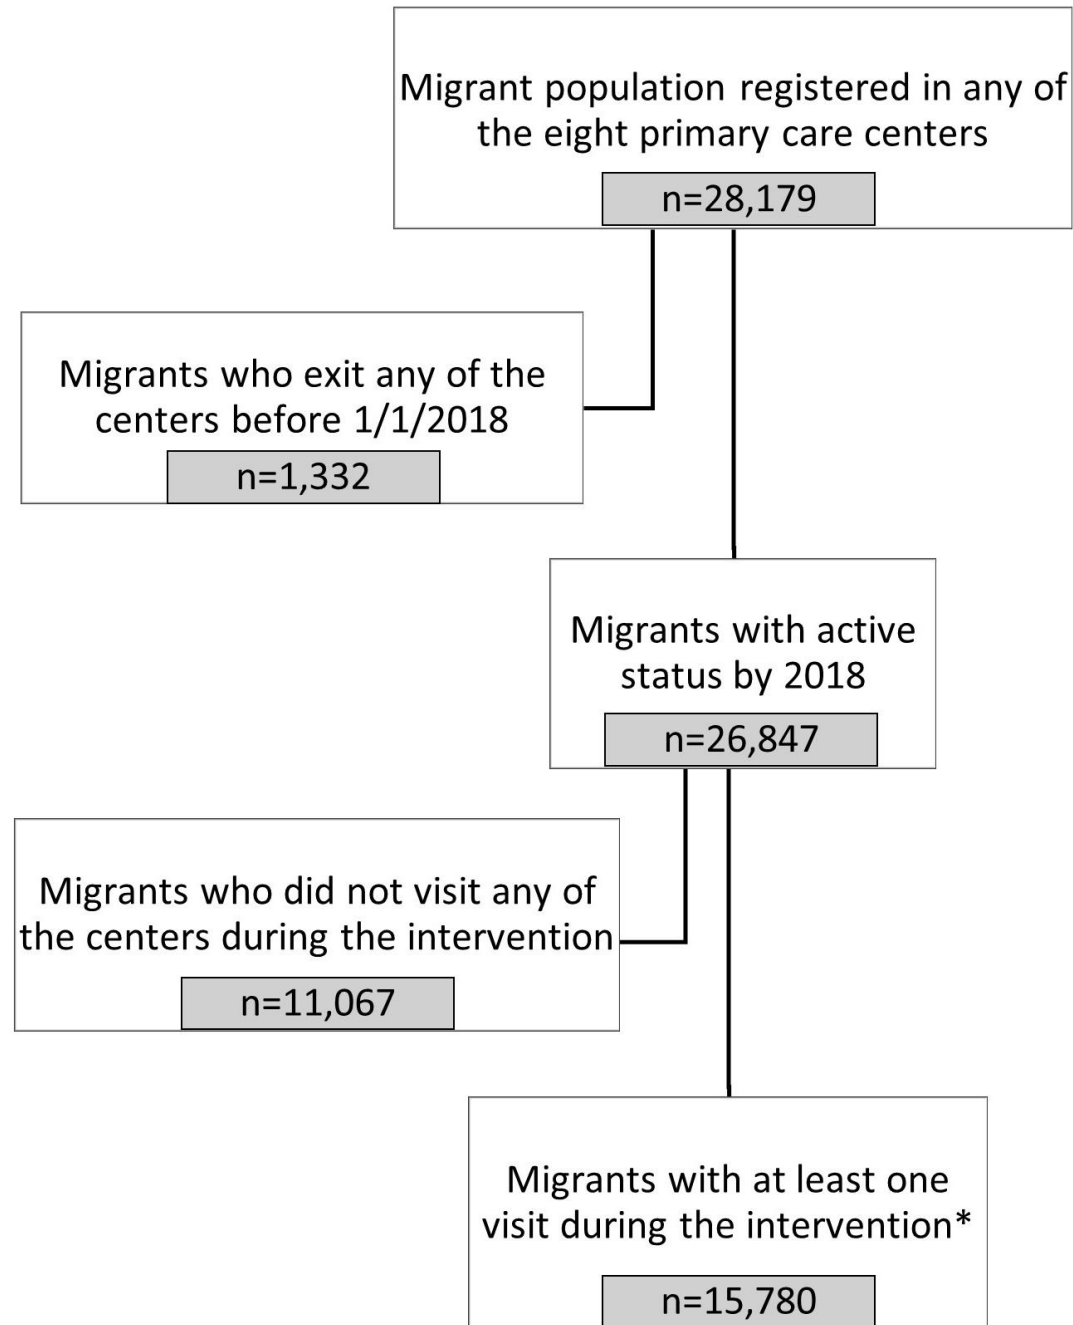 Migrant population registered in any of
the eight primary care centers
n=28,179
Migrants who exit any of the
centers before 1/1/2018
n=1,332
Migrants with active
status by 2018
n=26,847
Migrants who did not visit any of
the centers during the intervention
n=11,067
Migrants with at least one
visit during the intervention*
n=15,780